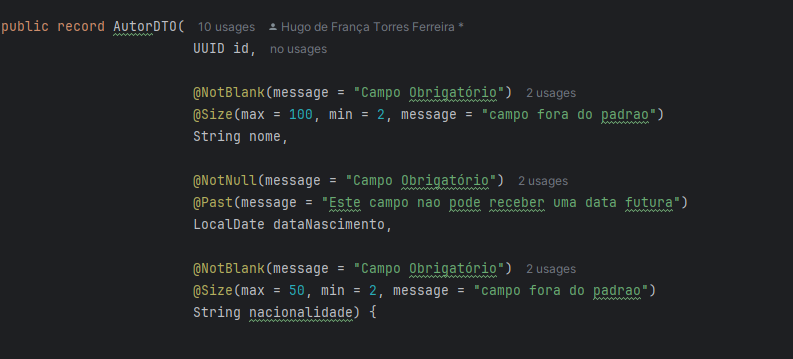 public record AutorDTO( 10 usages Hugo de França Torres Ferreira *
UUID id, no usages
@NotBlank(message = "Campo Obrigatório") 2 usages
@Size(max = 100, min = 2, message = "campo fora do padrao")
String nome,
@NotNull(message = "Campo Obrigatório") 2 usages
@Past(message = "Este campo nao pode receber uma data futura")
LocalDate dataNascimento,
@NotBlank(message = "Campo Obrigatório") 2 usages
@Size(max = 50, min = 2, message = "campo fora do padrao")
String nacionalidade) {